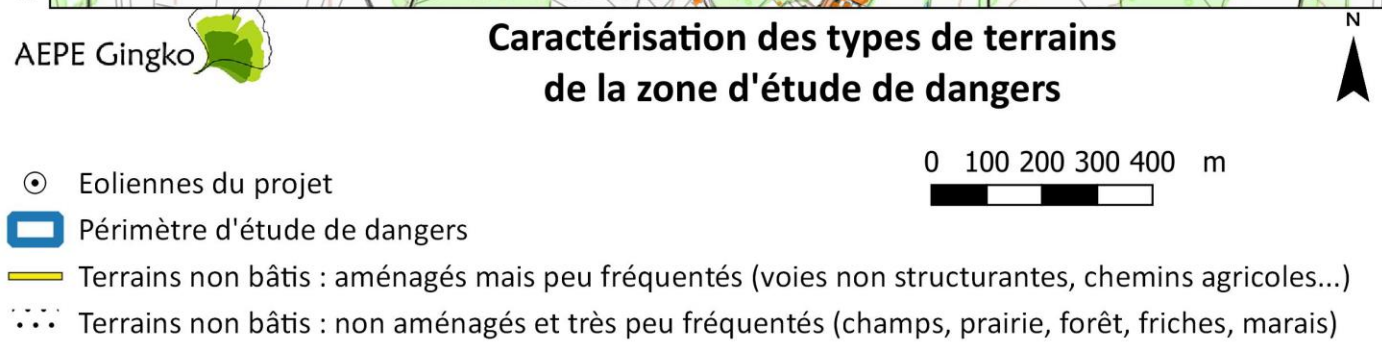 AEPE Gingko
Caractérisation des types de terrains
de la zone d'étude de dangers
N
0 100 200 300 400 m
Eoliennes du projet
Périmètre d'étude de dangers
Terrains non bâtis : aménagés mais peu fréquentés (voies non structurantes, chemins agricoles...)
Terrains non bâtis : non aménagés et très peu fréquentés (champs, prairie, forêt, friches, marais)